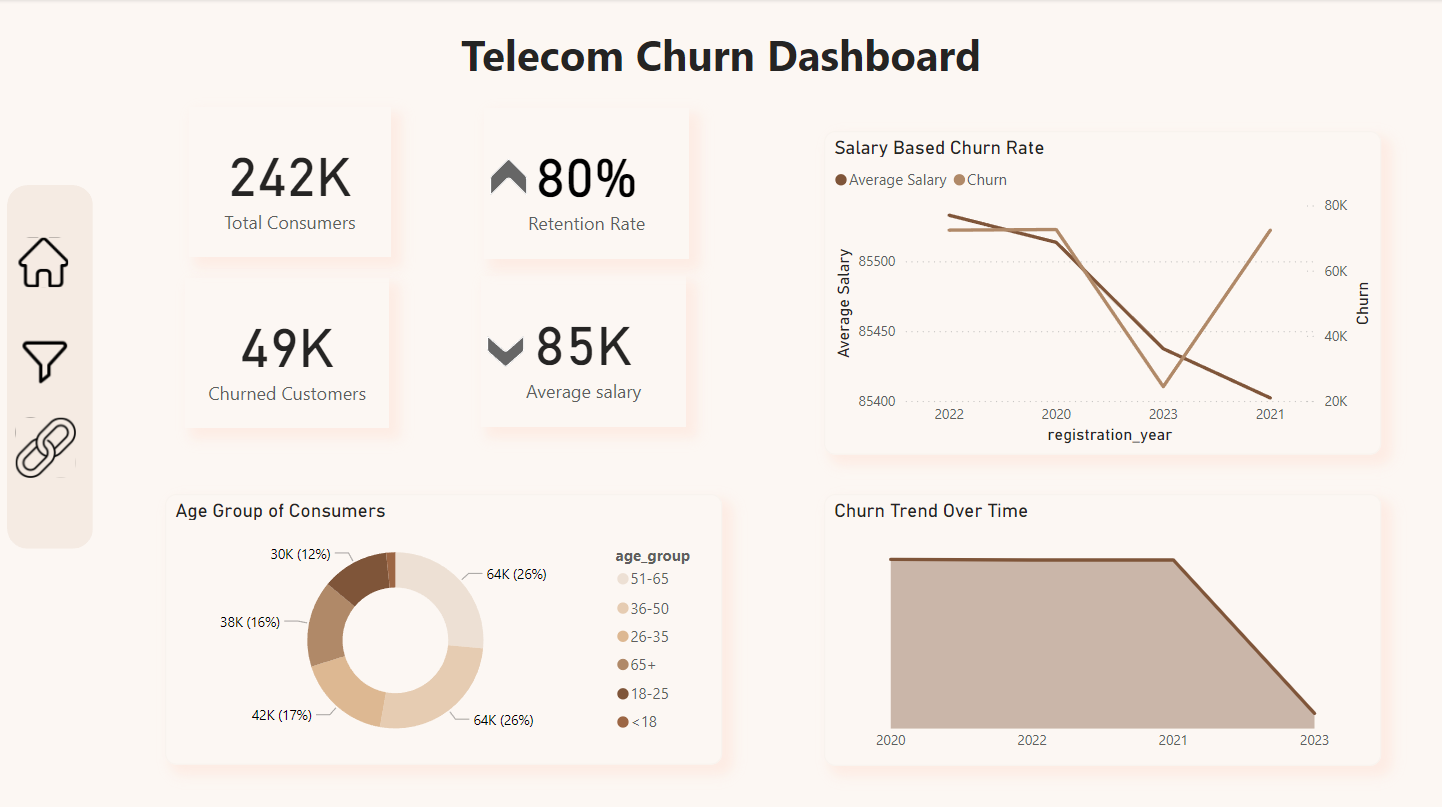 Telecom Churn Dashboard
242K
Total Consumers
80%
Retention Rate
49K
Churned Customers
85K
Average salary
Salary Based Churn Rate
Average Salary Churn
80K
85500
60K
85450
40K
85400
20K
Average Salary
Churn
2022 2020 2023 2021
registration_year
Age Group of Consumers
30K (12%)
64K (26%)
38K (16%)
42K (17%)
64K (26%)
age_group
51-65
36-50
26-35
65+
18-25
<18
Churn Trend Over Time
2020 2022 2021 2023